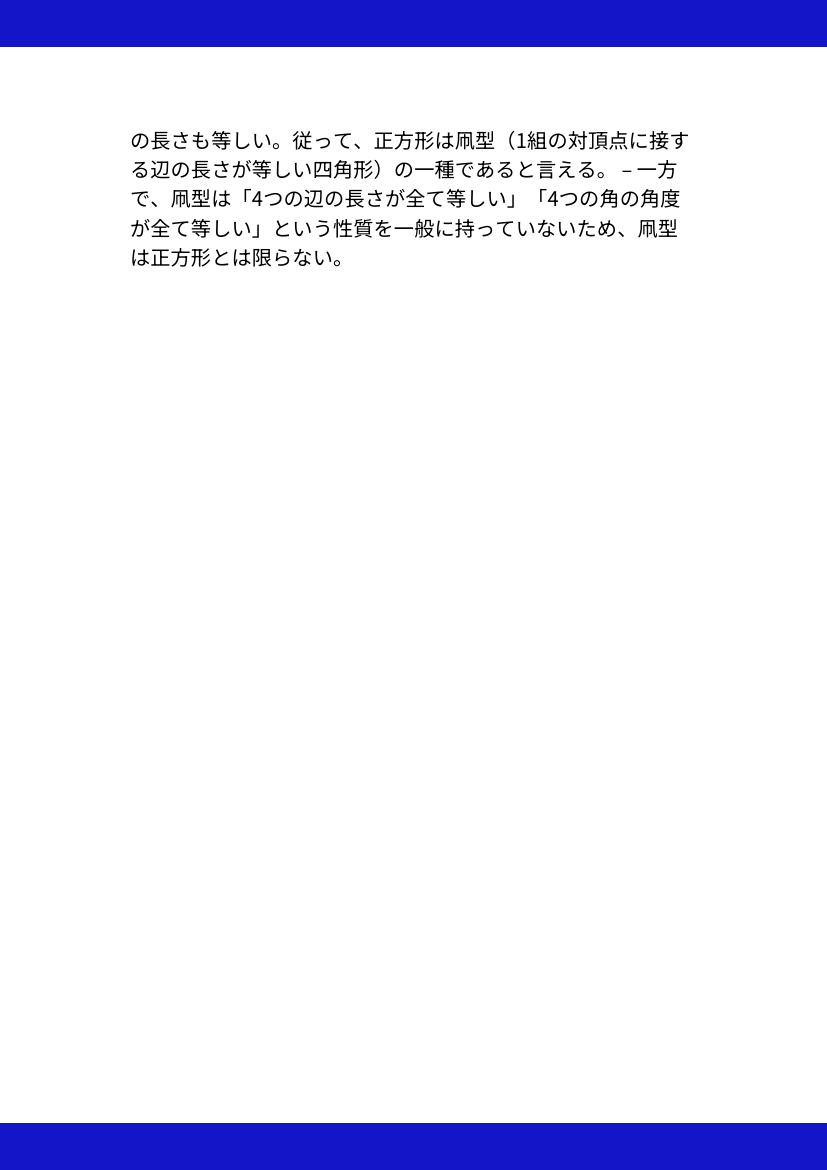 の長さも等しい。従って、正方形は凧型（1組の対頂点に接す
る辺の長さが等しい四角形）の一種であると言える。 – 一方
で、凧型は「4つの辺の長さが全て等しい」「4つの角の角度
が全て等しい」という性質を一般に持っていないため、凧型
は正方形とは限らない。